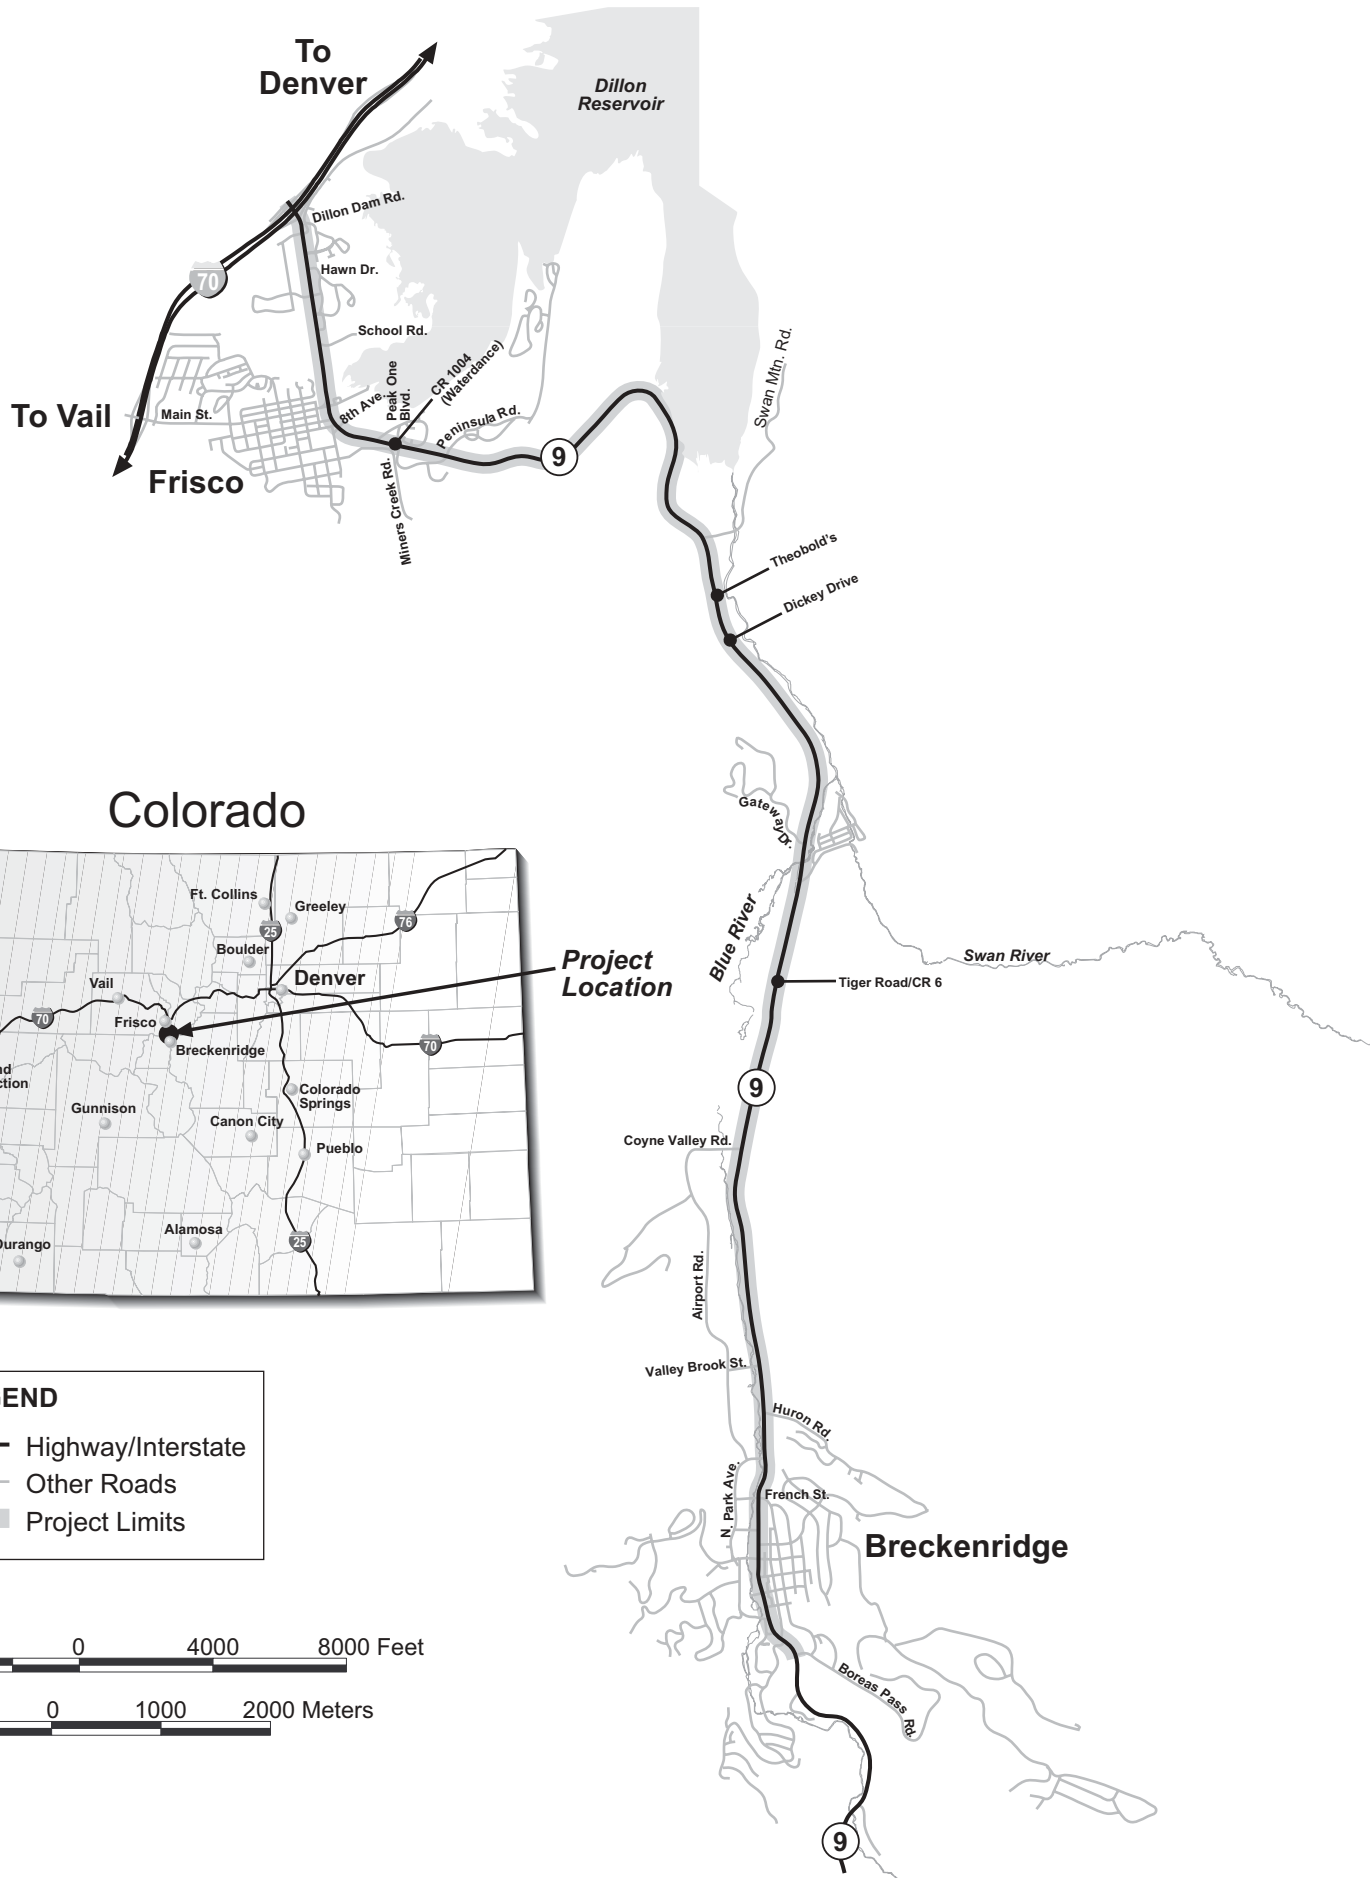 To
Denver
Dillon
Reservoir
Dillon Dam Rd.
70
Hawn Dr.
School Rd.
Swan Mtn. Rd.
CR 1004
(Waterdance)
Peak One
Blvd.
8th Ave.
Peninsula Rd.
To Vail
Main St.
9
Frisco
Miners Creek Rd.
Theobold's
Dickey Drive
Gateway Dr.
Colorado
Ft. Collins
Greeley
25
76
Boulder
Denver
Vail
70
Frisco
Breckenridge
70
nd
ction
Colorado
Springs
Gunnison
Canon City
Pueblo
Alamosa
25
Durango
Project
Location
Blue River
Swan River
Tiger Road/CR 6
9
Coyne Valley Rd.
Airport Rd.
Valley Brook St.
Huron Rd.
N. Park Ave.
French St.
Breckenridge
Boreas Pass Rd.
9
END
Highway/Interstate
Other Roads
Project Limits
0 4000 8000 Feet
0 1000 2000 Meters